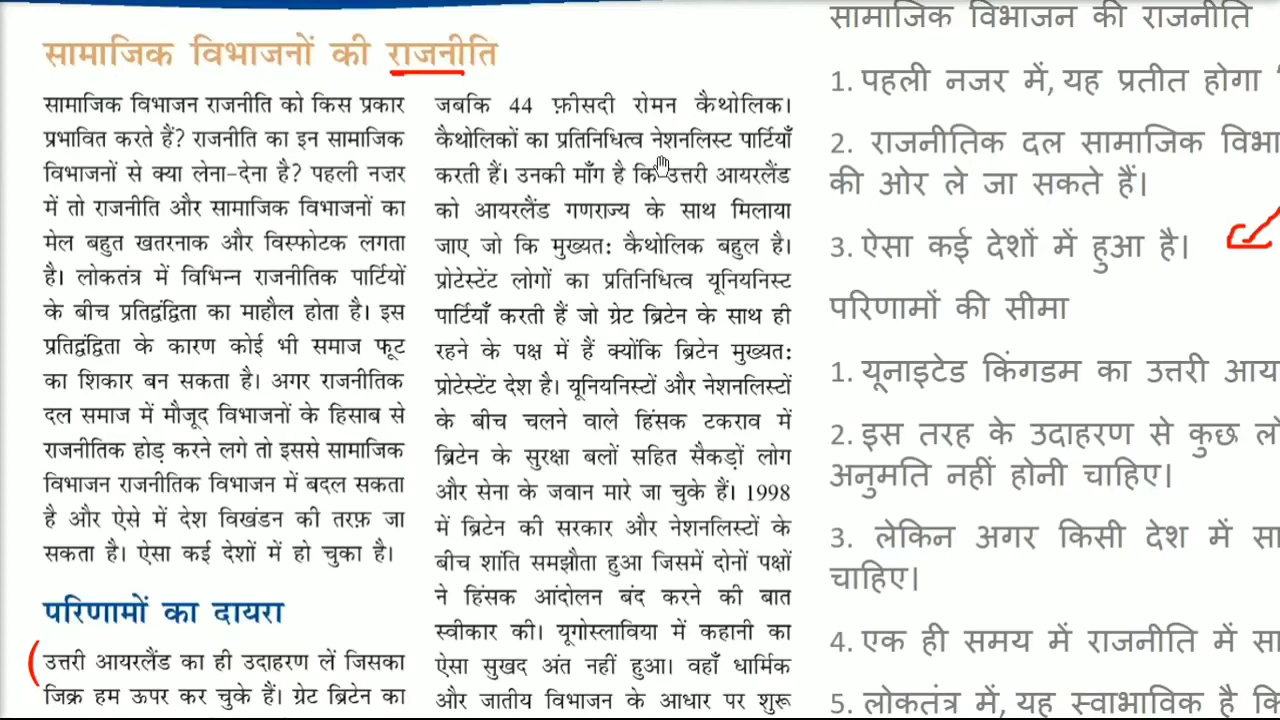 सामाजिक विभाजनों की राजनीति
सामाजिक विभाजन राजनीति को किस प्रकार
प्रभावित करते हैं? राजनीति का इन सामाजिक
विभाजनों से क्या लेना-देना है? पहली नज़र
में तो राजनीति और सामाजिक विभाजनों का
मेल बहुत खतरनाक और विस्फोटक लगता
है। लोकतंत्र में विभिन्न राजनीतिक पार्टियों
के बीच प्रतिद्वंद्विता का माहौल होता है। इस
प्रतिद्वंद्विता के कारण कोई भी समाज फूट
का शिकार बन सकता है। अगर राजनीतिक
दल समाज में मौजूद विभाजनों के हिसाब से
राजनीतिक होड़ करने लगे तो इससे सामाजिक
विभाजन राजनीतिक विभाजन में बदल सकता
है और ऐसे में देश विखंडन की तरफ़ जा
सकता है। ऐसा कई देशों में हो चुका है।
परिणामों का दायरा
उत्तरी आयरलैंड का ही उदाहरण लें जिसका
जिक्र हम ऊपर कर चुके हैं। ग्रेट ब्रिटेन का
जबकि 44 फ़ीसदी रोमन कैथोलिक।
कैथोलिकों का प्रतिनिधित्व नेशनलिस्ट पार्टियाँ
करती हैं। उनकी माँग है कि उत्तरी आयरलैंड
को आयरलैंड गणराज्य के साथ मिलाया
जाए जो कि मुख्यत: कैथोलिक बहुल है।
प्रोटेस्टेंट लोगों का प्रतिनिधित्व यूनियनिस्ट
पार्टियाँ करती हैं जो ग्रेट ब्रिटेन के साथ ही
रहने के पक्ष में हैं क्योंकि ब्रिटेन मुख्यत:
प्रोटेस्टेंट देश है। यूनियनिस्टों और नेशनलिस्टों
के बीच चलने वाले हिंसक टकराव में
ब्रिटेन के सुरक्षा बलों सहित सैकड़ों लोग
और सेना के जवान मारे जा चुके हैं। 1998
में ब्रिटेन की सरकार और नेशनलिस्टों के
बीच शांति समझौता हुआ जिसमें दोनों पक्षों
ने हिंसक आंदोलन बंद करने की बात
स्वीकार की। यूगोस्लाविया में कहानी का
ऐसा सुखद अंत नहीं हुआ। वहाँ धार्मिक
और जातीय विभाजन के आधार पर शुरू
सामाजिक विभाजन की राजनीति
1. पहली नजर में, यह प्रतीत होगा
2. राजनीतिक दल सामाजिक विभा
की ओर ले जा सकते हैं।
3. ऐसा कई देशों में हुआ है।
परिणामों की सीमा
1. यूनाइटेड किंगडम का उत्तरी आय
2. इस तरह के उदाहरण से कुछ लो
अनुमति नहीं होनी चाहिए।
3. लेकिन अगर किसी देश में सा
चाहिए।
4. एक ही समय में राजनीति में सा
5. लोकतंत्र में, यह स्वाभाविक है कि